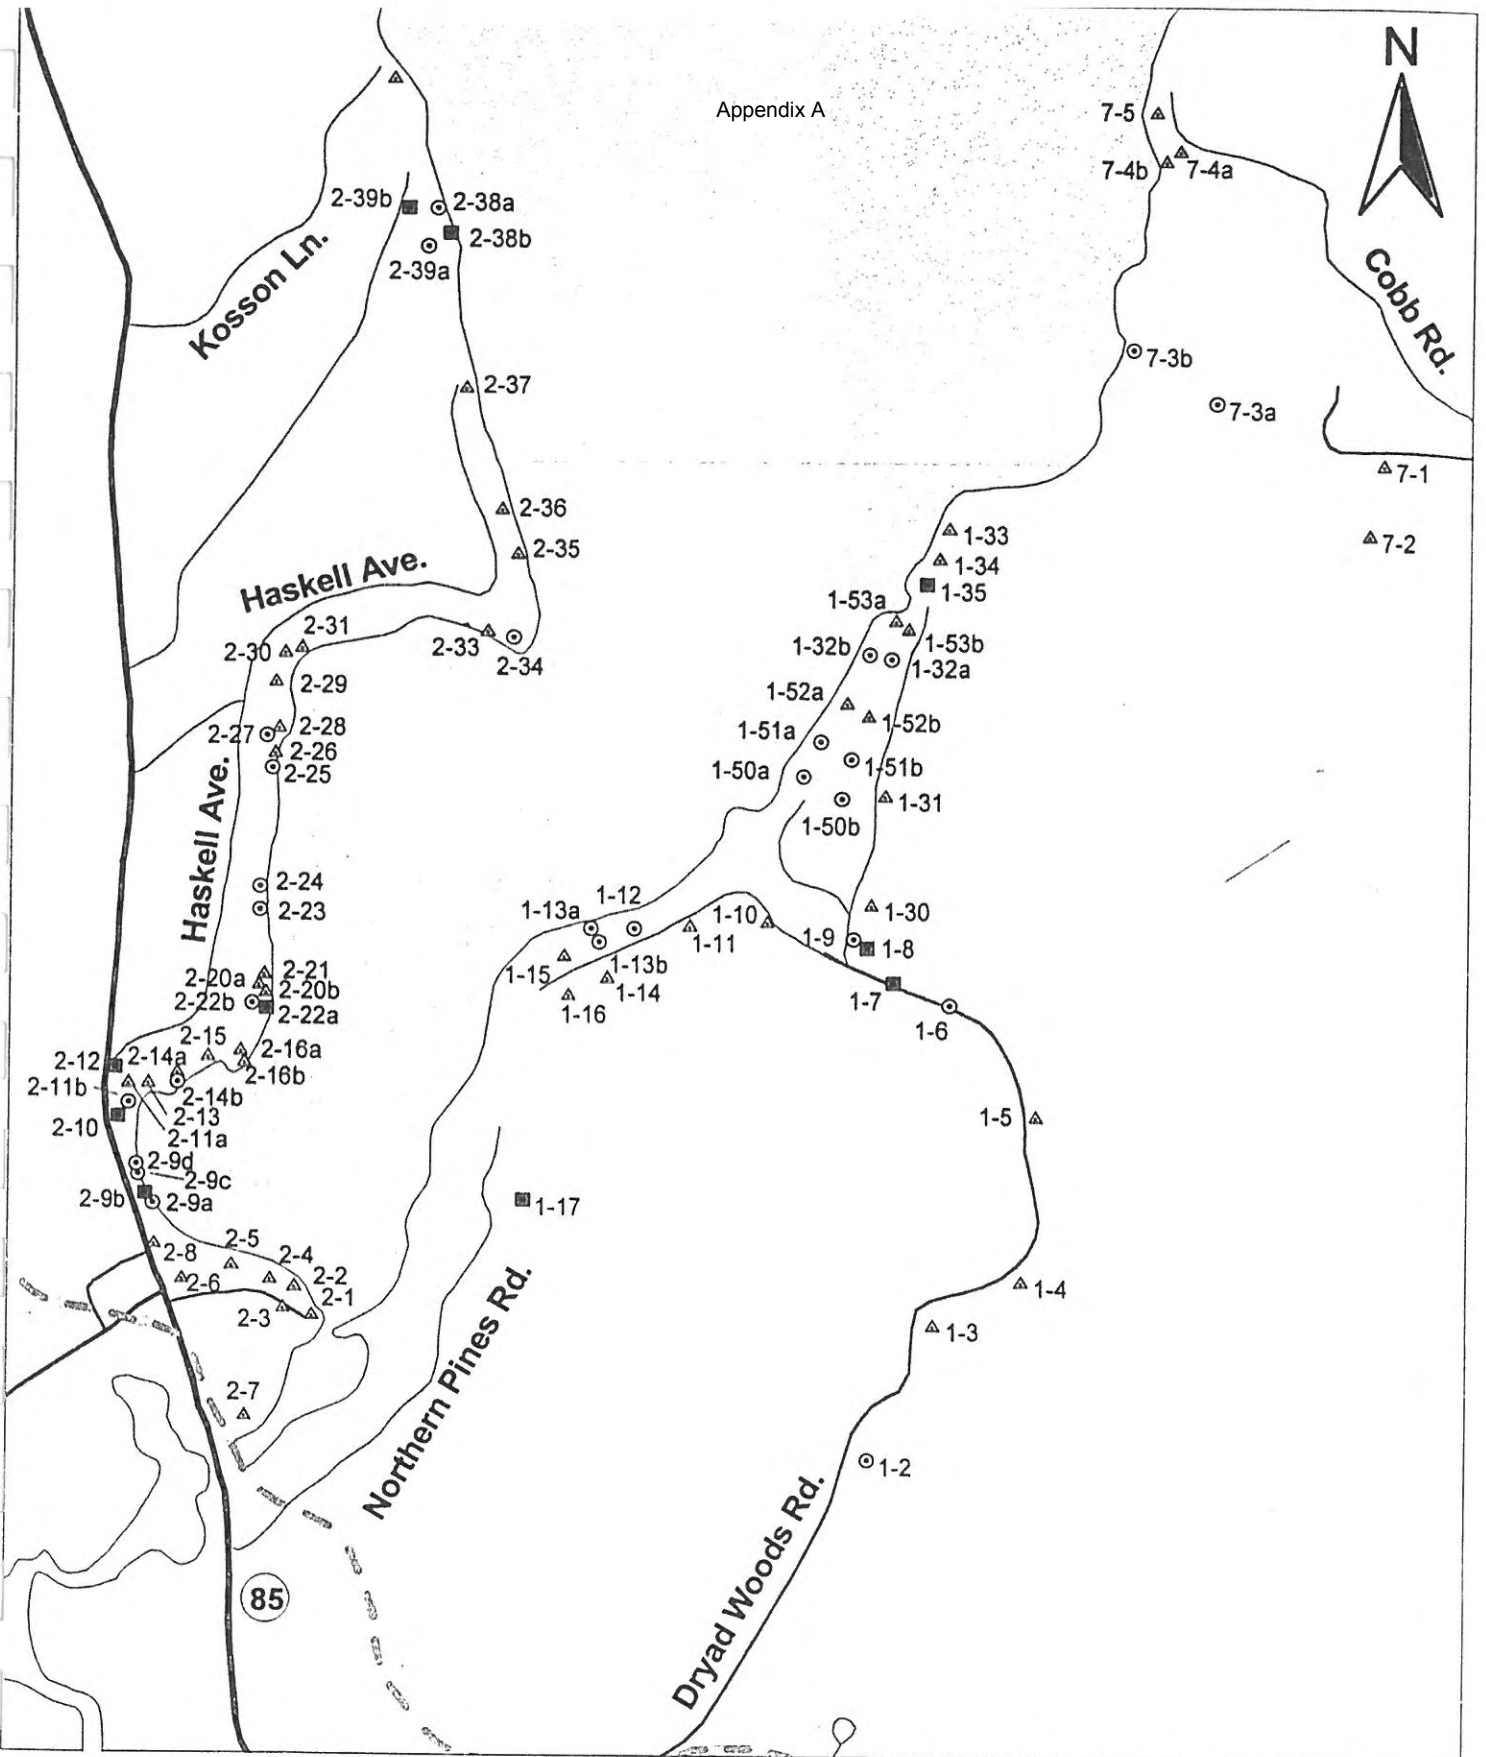 N
Appendix A
7-5
7-4b
7-4a
2-39b
2-38a
2-38b
2-39a
Kosson Ln.
Cobb Rd.
7-3b
2-37
7-3a
7-1
2-36
1-33
7-2
2-35
1-34
Haskell Ave.
1-35
1-53a
2-31
2-33
1-53b
2-30
2-34
1-32b
1-32a
2-29
1-52a
1-52b
2-28
2-27
1-51a
2-26
2-25
1-50a
1-51b
1-31
1-50b
Haskell Ave.
2-24
1-12
2-23
1-13a
1-10
1-30
1-11
1-9
1-8
2-21
1-15
1-13b
2-20a
2-20b
1-14
2-22b
1-16
1-7
1-6
2-22a
2-15
2-16a
2-12
2-14a
2-16b
2-11b
2-14b
2-13
2-10
2-11a
1-5
2-9d
2-9c
2-9b
2-9a
1-17
2-5
2-8
2-4
2-2
2-6
2-1
2-3
1-4
1-3
2-7
Northern Pines Rd.
1-2
Dryad Woods Rd.
85